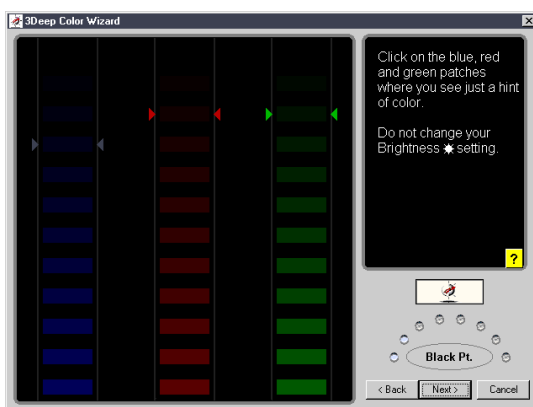 3Deep Color Wizard
Click on the blue, red
and green patches
where you see just a hint
of color.
Do not change your
Brightness setting.
?
Black Pt.
< Back
Next >
Cancel